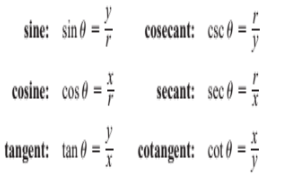 sine: sin θ = y/r cosecant: csc θ = r/y
cosine: cos θ = x/r secant: sec θ = r/x
tangent: tan θ = y/x cotangent: cot θ = x/y